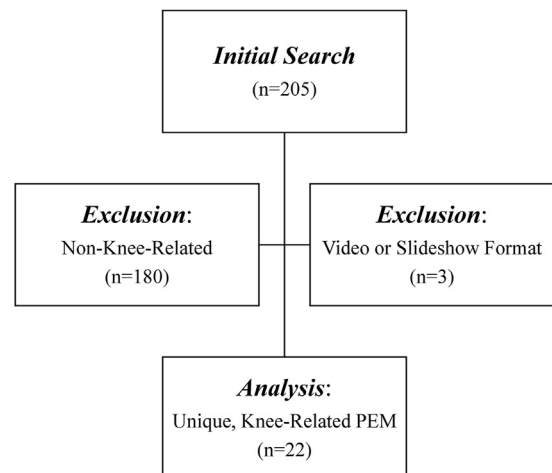 Initial Search
(n=205)
Exclusion:
Non-Knee-Related
(n=180)
Exclusion:
Video or Slideshow Format
(n=3)
Analysis:
Unique, Knee-Related PEM
(n=22)